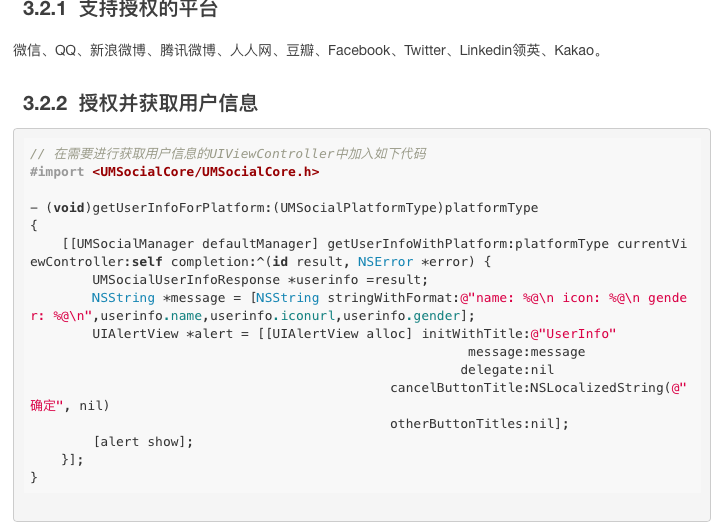 3.2.1 支持授权的平台
微信、QQ、新浪微博、腾讯微博、人人网、豆瓣、Facebook、Twitter、Linkedin领英、Kakao。
3.2.2 授权并获取用户信息
// 在需要进行获取用户信息的UIViewController中加入如下代码
#import <UMSocialCore/UMSocialCore.h>
- (void)getUserInfoForPlatform:(UMSocialPlatformType)platformType
{
    [[UMSocialManager defaultManager] getUserInfoWithPlatform:platformType currentVi
ewController:self completion:^(id result, NSError *error) {
        UMSocialUserInfoResponse *userinfo =result;
        NSString *message = [NSString stringWithFormat:@"name: %@\n icon: %@\n gende
r: %@\n",userinfo.name,userinfo.iconurl,userinfo.gender];
        UIAlertView *alert = [[UIAlertView alloc] initWithTitle:@"UserInfo"
                                                        message:message
                                                       delegate:nil
                                              cancelButtonTitle:NSLocalizedString(@"
确定", nil)
                                              otherButtonTitles:nil];
        [alert show];
    }];
}